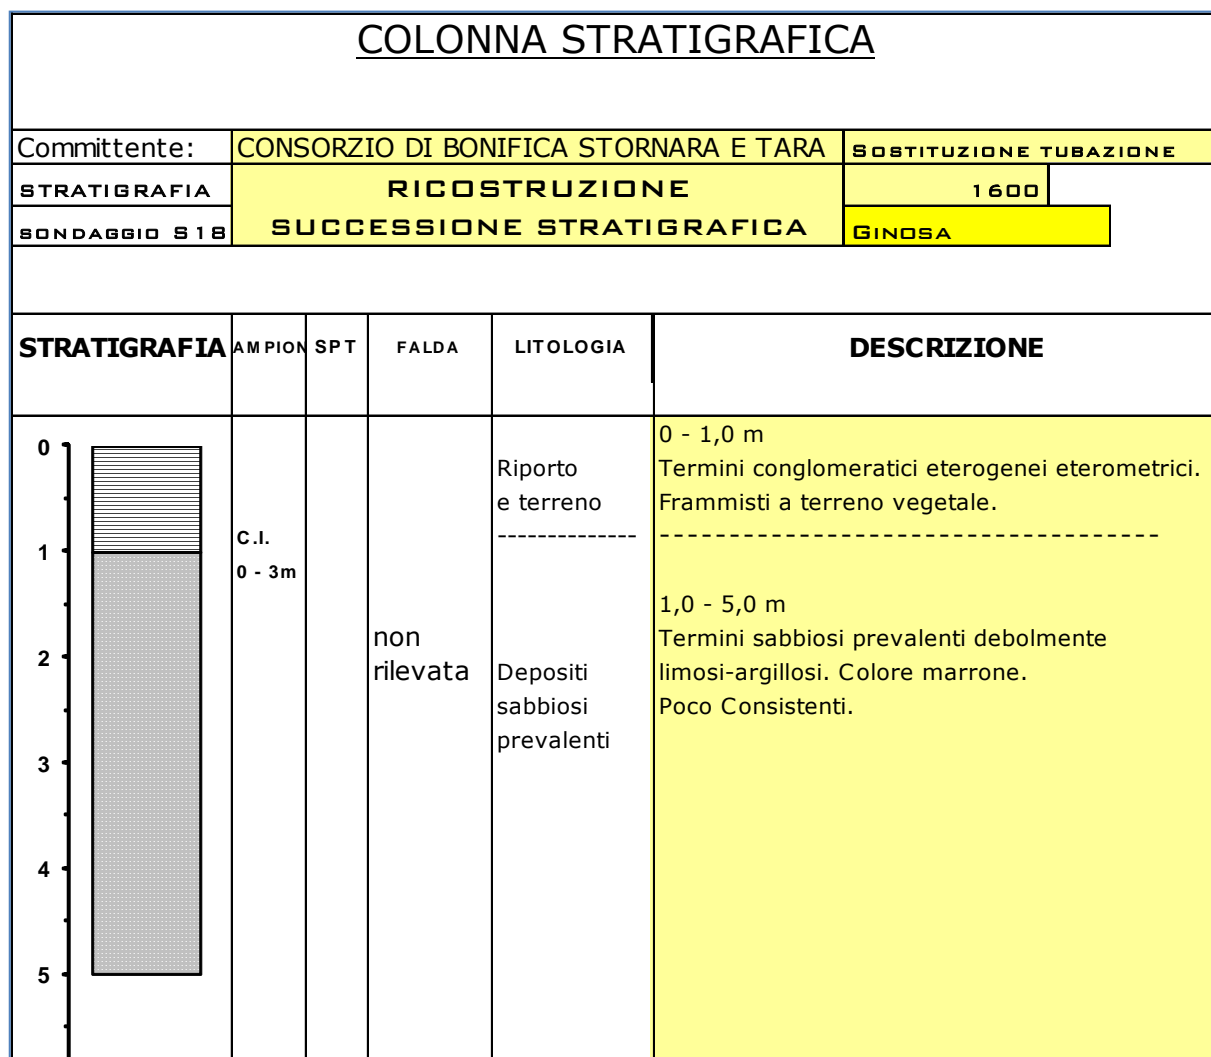 COLONNA STRATIGRAFICA
Committente: CONSORZIO DI BONIFICA STORNARA E TARA SOSTITUZIONE TUBAZIONE
STRATIGRAFIA RICOSTRUZIONE 1600
SONDAGGIO S18 SUCCESSIONE STRATIGRAFICA GINOSA
STRATIGRAFIA AMPION SPT FALDA LITOLOGIA DESCRIZIONE
0
1
2
3
4
5
C.I.
0 - 3m
non
rilevata
Riporto
e terreno
--------------
Depositi
sabbiosi
prevalenti
0 - 1,0 m
Termini conglomeratici eterogenei eterometrici.
Frammisti a terreno vegetale.
------------------------------------
1,0 - 5,0 m
Termini sabbiosi prevalenti debolmente
limosi-argillosi. Colore marrone.
Poco Consistenti.